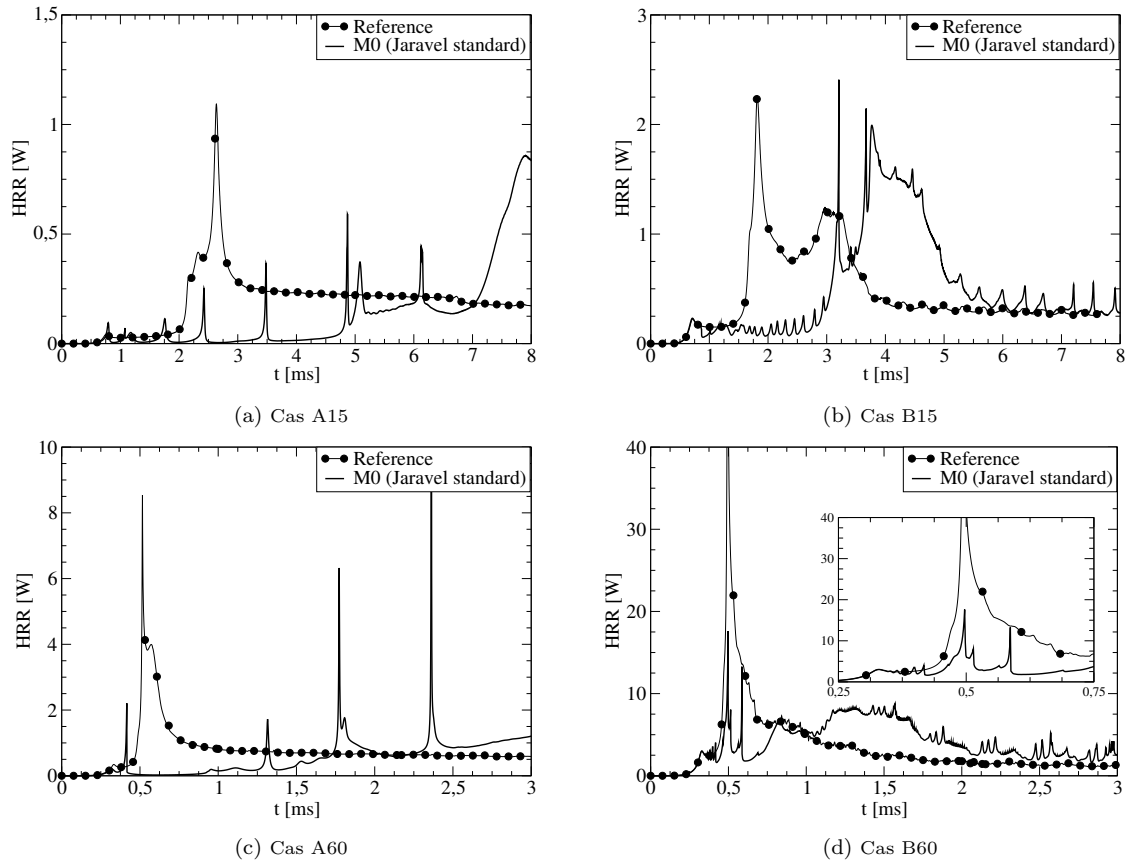 Reference
M0 (Jaravel standard)
HRR [W]
1,5
1
0,5
0
0 1 2 3 4 5 6 7 8
t [ms]
(a) Cas A15
Reference
M0 (Jaravel standard)
HRR [W]
3
2
1
0
0 1 2 3 4 5 6 7 8
t [ms]
(b) Cas B15
Reference
M0 (Jaravel standard)
HRR [W]
10
8
6
4
2
0
0 0,5 1 1,5 2 2,5 3
t [ms]
(c) Cas A60
Reference
M0 (Jaravel standard)
HRR [W]
40
30
20
10
0
0 0,5 1 1,5 2 2,5 3
t [ms]
40
30
20
10
0
0,25 0,5 0,75
(d) Cas B60